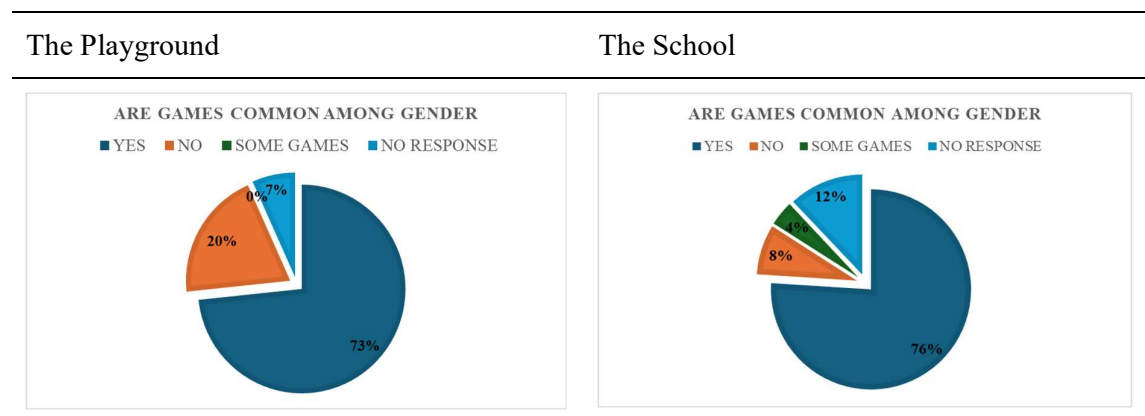 The Playground
The School
ARE GAMES COMMON AMONG GENDER
YES NO SOME GAMES NO RESPONSE
0% 7%
20%
73%
ARE GAMES COMMON AMONG GENDER
YES NO SOME GAMES NO RESPONSE
12%
4%
8%
76%